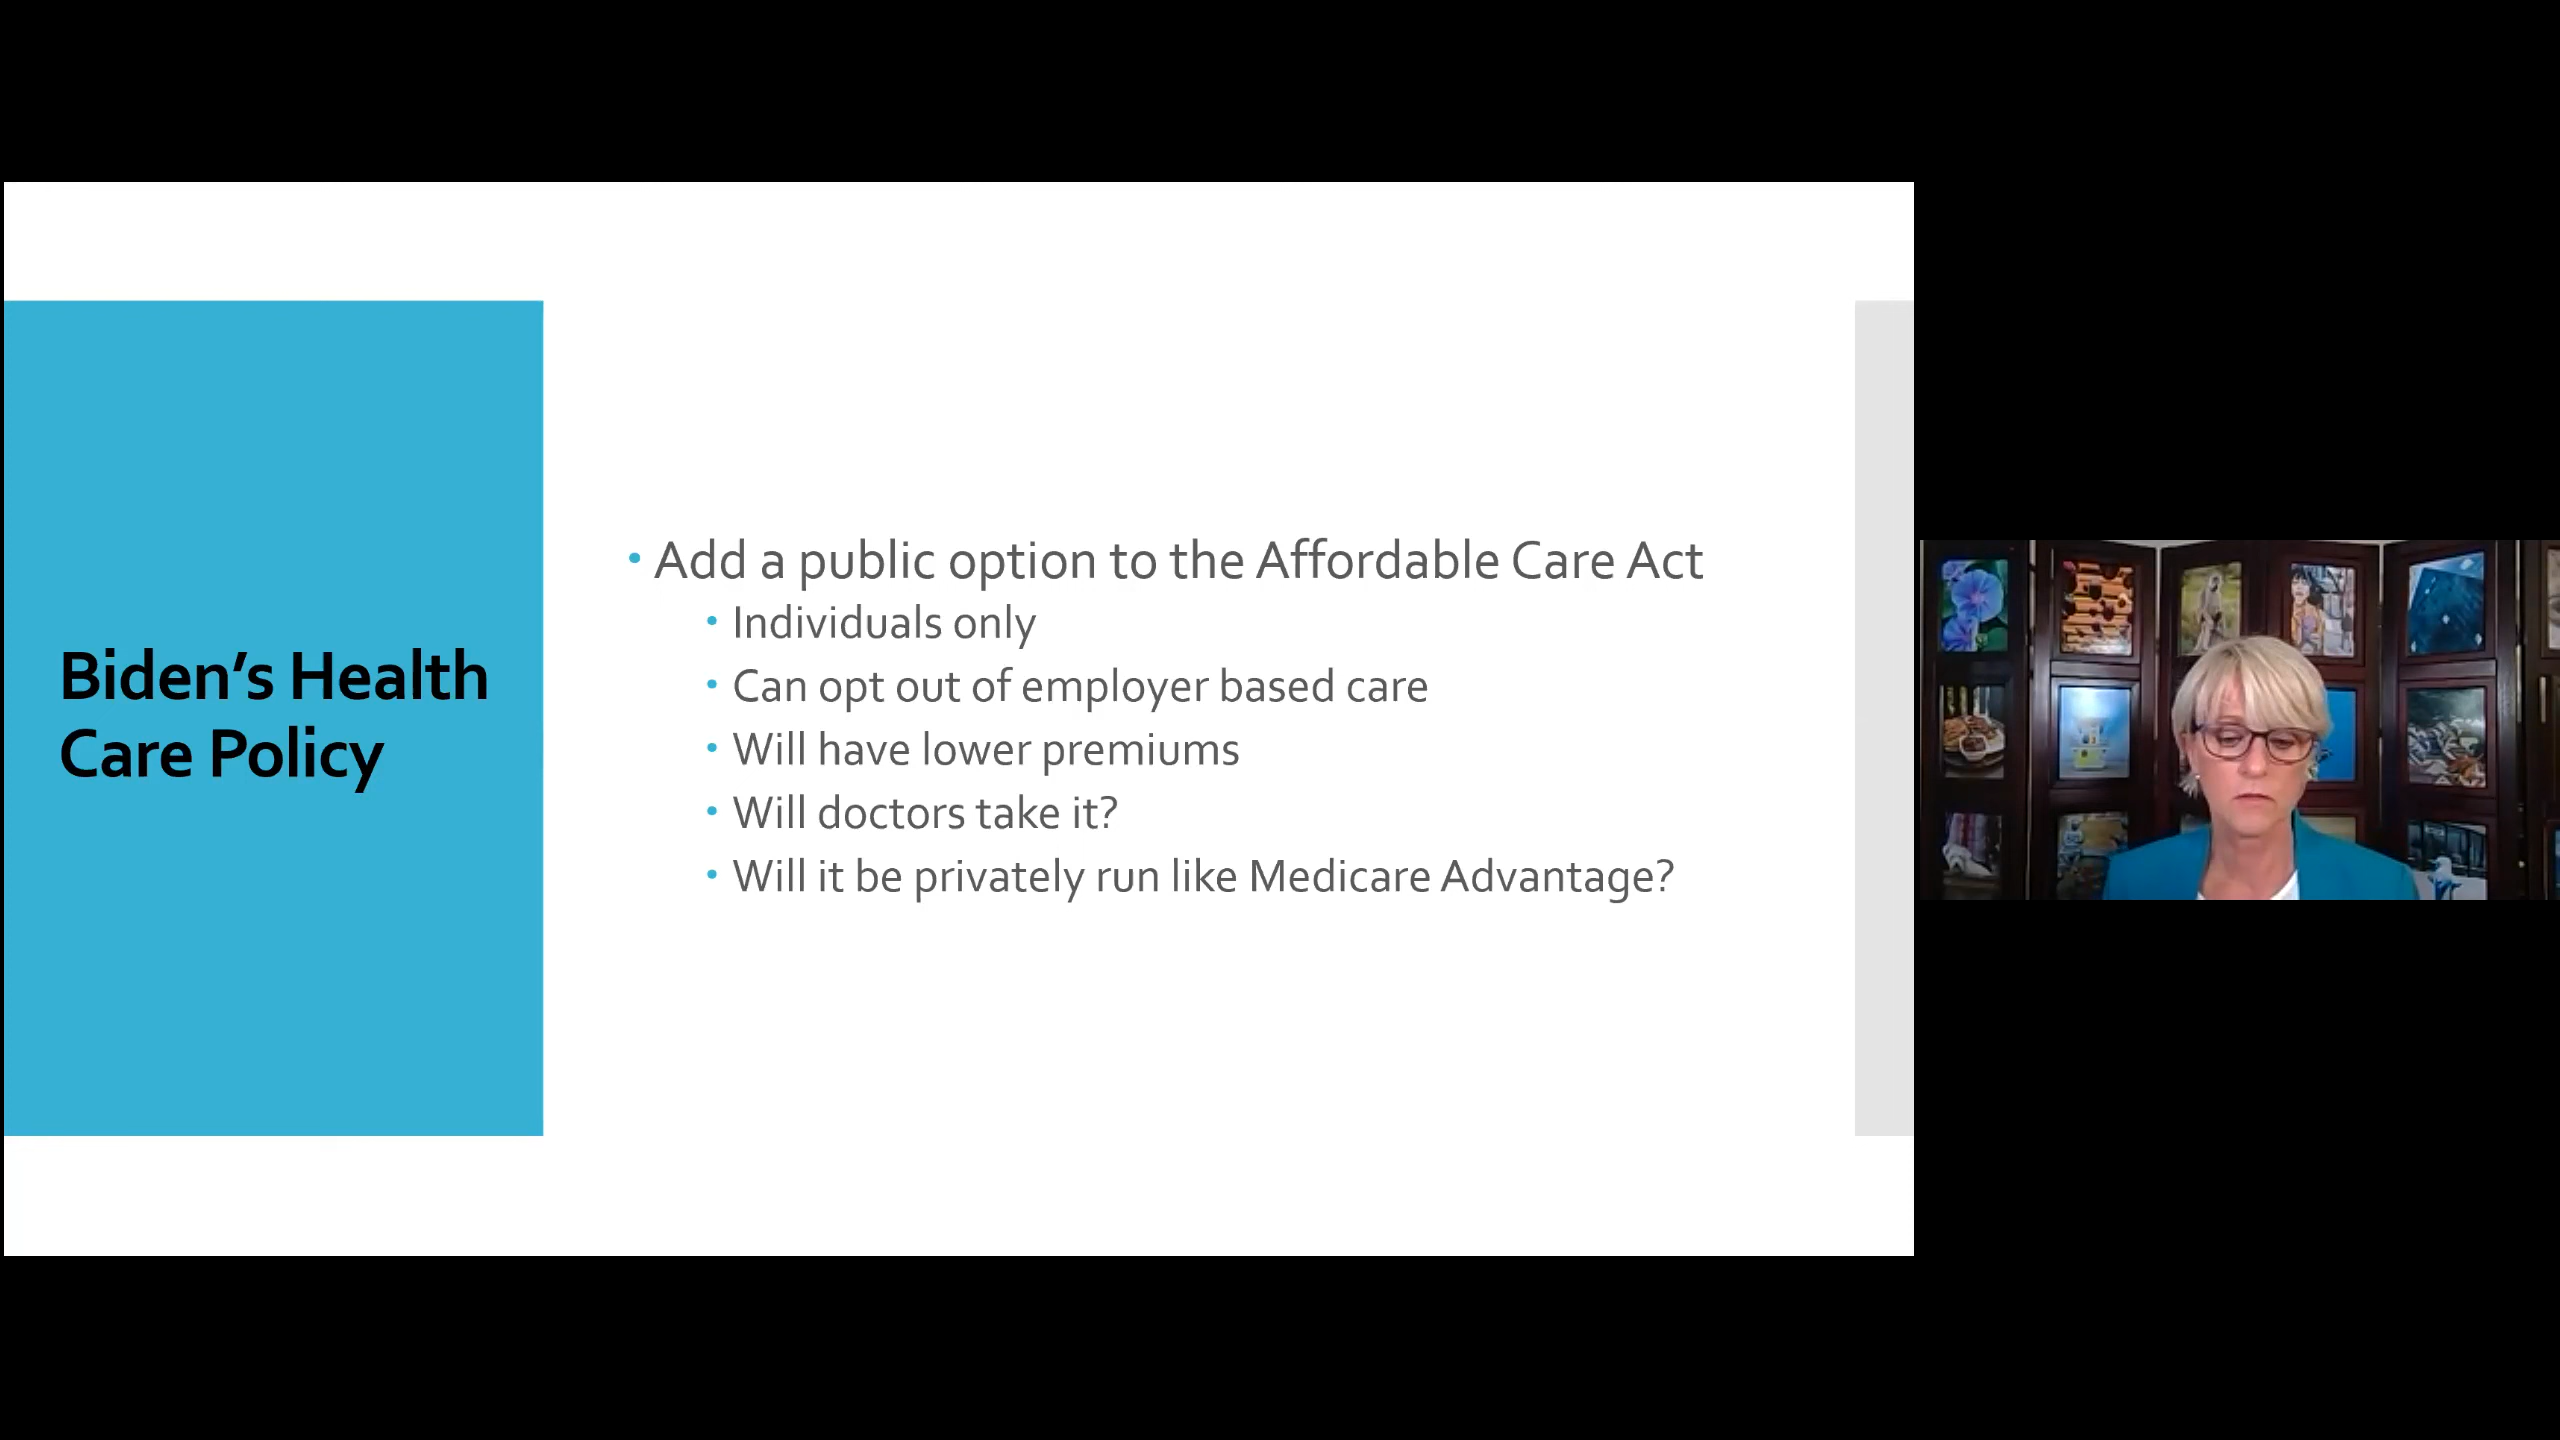 Biden’s Health
Care Policy
• Add a public option to the Affordable Care Act
• Individuals only
• Can opt out of employer based care
• Will have lower premiums
• Will doctors take it?
• Will it be privately run like Medicare Advantage?